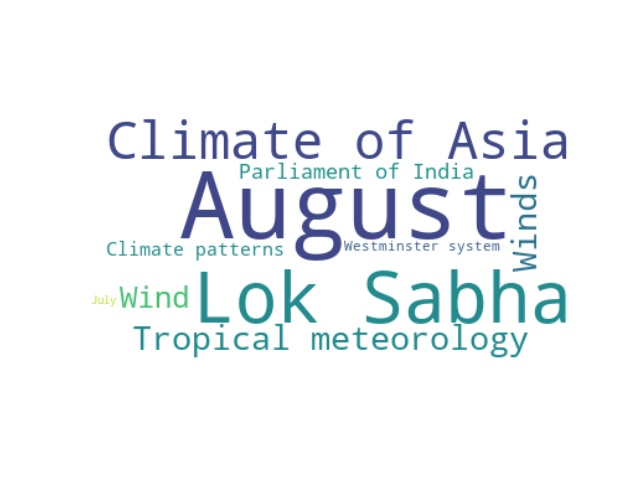 Climate of Asia
Parliament of India
August
Winds
Climate patterns
Westminster system
July
Wind
Lok Sabha
Tropical meteorology